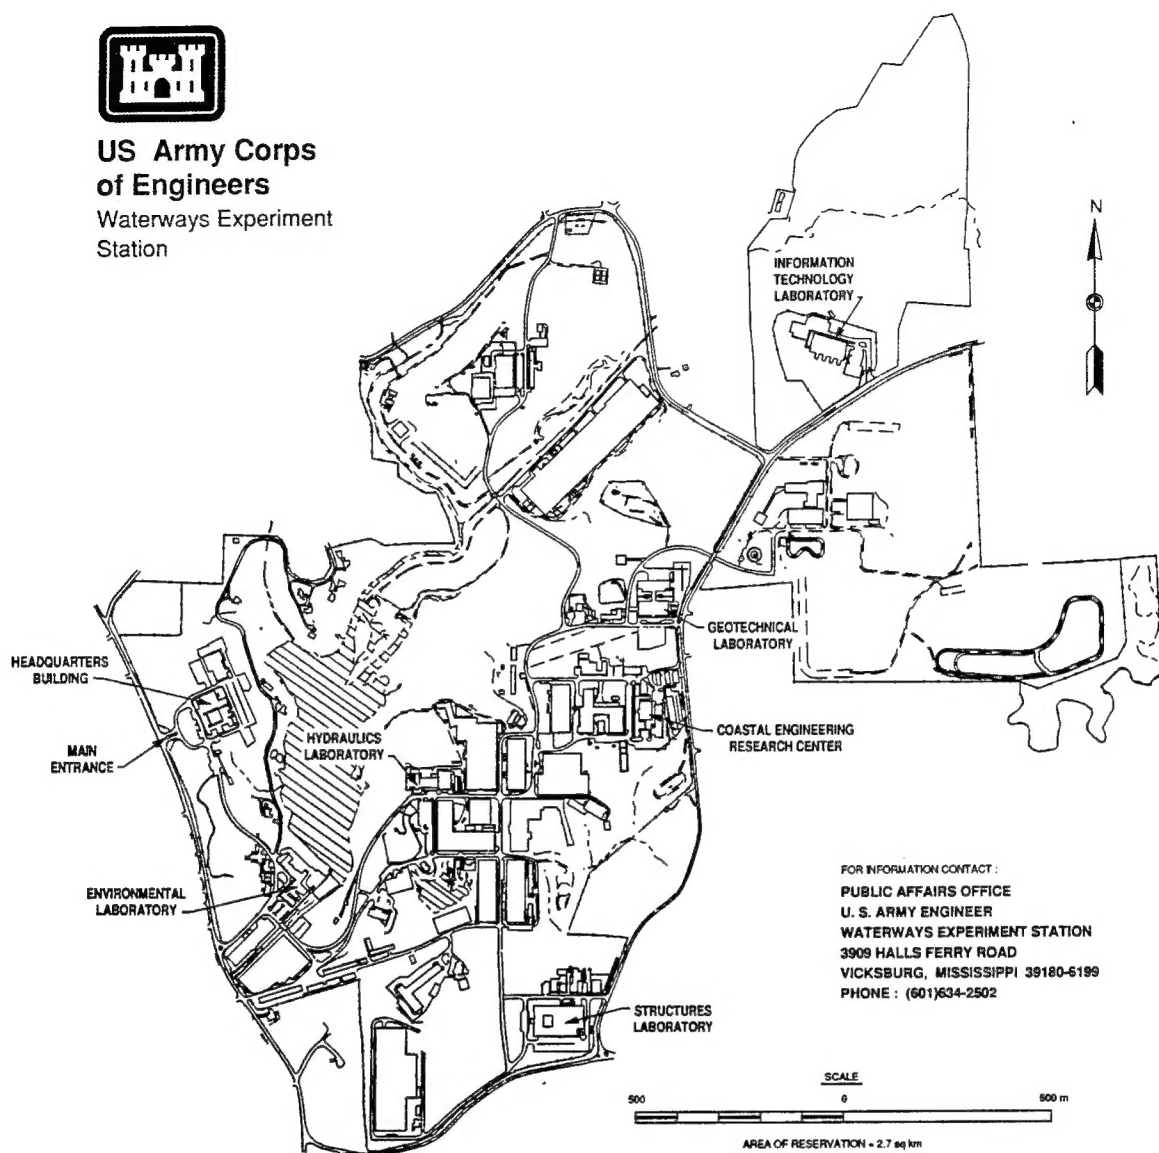 US Army Corps
of Engineers
Waterways Experiment
Station
N
INFORMATION
TECHNOLOGY
LABORATORY
GEOTECHNICAL
LABORATORY
HEADQUARTERS
BUILDING
HYDRAULICS
LABORATORY
COASTAL ENGINEERING
RESEARCH CENTER
MAIN
ENTRANCE
ENVIRONMENTAL
LABORATORY
FOR INFORMATION CONTACT :
PUBLIC AFFAIRS OFFICE
U. S. ARMY ENGINEER
WATERWAYS EXPERIMENT STATION
3909 HALLS FERRY ROAD
VICKSBURG, MISSISSIPPI 39180-6199
PHONE : (601)634-2502
STRUCTURES
LABORATORY
SCALE
500 0 500 m
AREA OF RESERVATION = 2.7 sq km